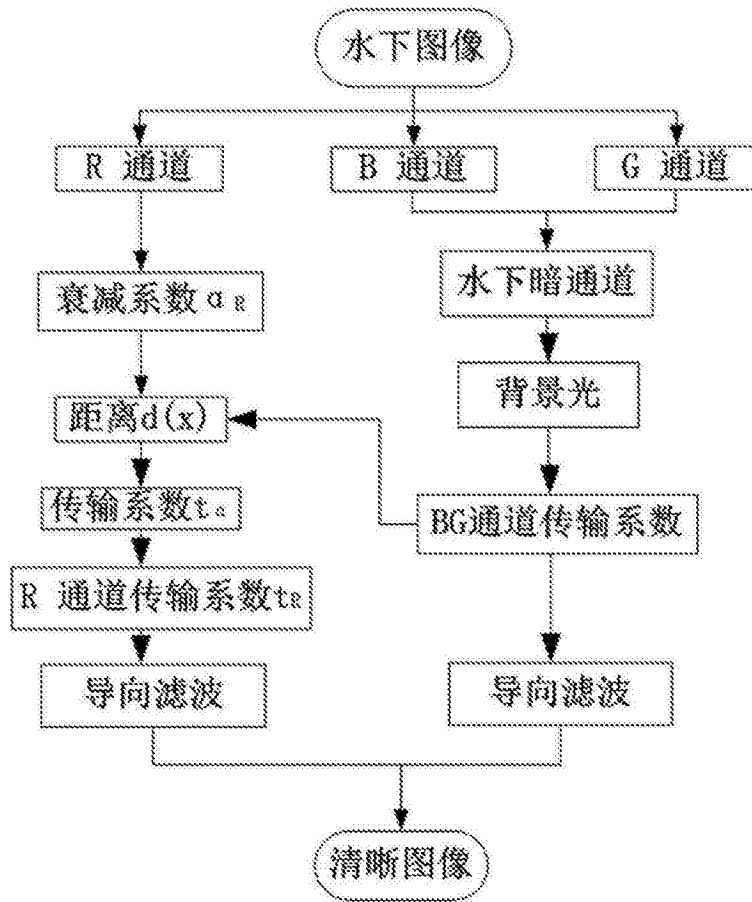 水下图像
R 通道
B 通道
G 通道
衰减系数α R
水下暗通道
距离d(x)
背景光
传输系数tα
BG通道传输系数
R 通道传输系数tR
导向滤波
导向滤波
清晰图像